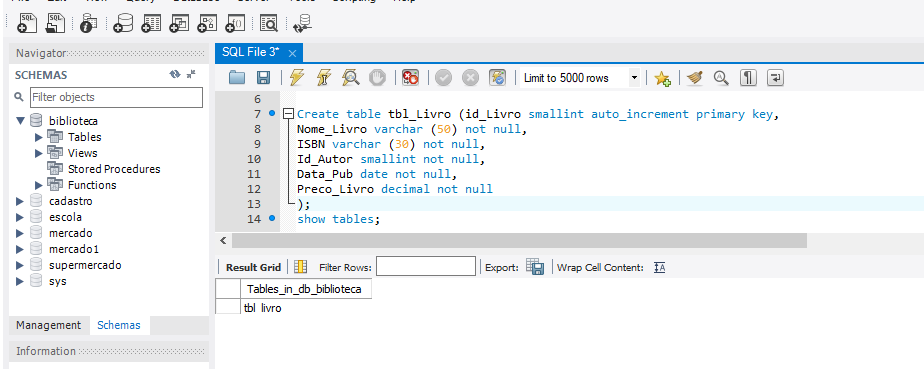 SQL File 3*
Navigator
SCHEMAS
Filter objects
biblioteca
Tables
Views
Stored Procedures
Functions
cadastro
escola
mercado
mercado1
supermercado
sys
Management Schemas
Information
Limit to 5000 rows
6
7 Create table tbl_Livro (id_Livro smallint auto_increment primary key,
8 Nome_Livro varchar (50) not null,
9 ISBN varchar (30) not null,
10 Id_Autor smallint not null,
11 Data_Pub date not null,
12 Preco_Livro decimal not null
13 );
14 show tables;
Result Grid Filter Rows: Export: Wrap Cell Content:
Tables_in_db_biblioteca
tbl_livro